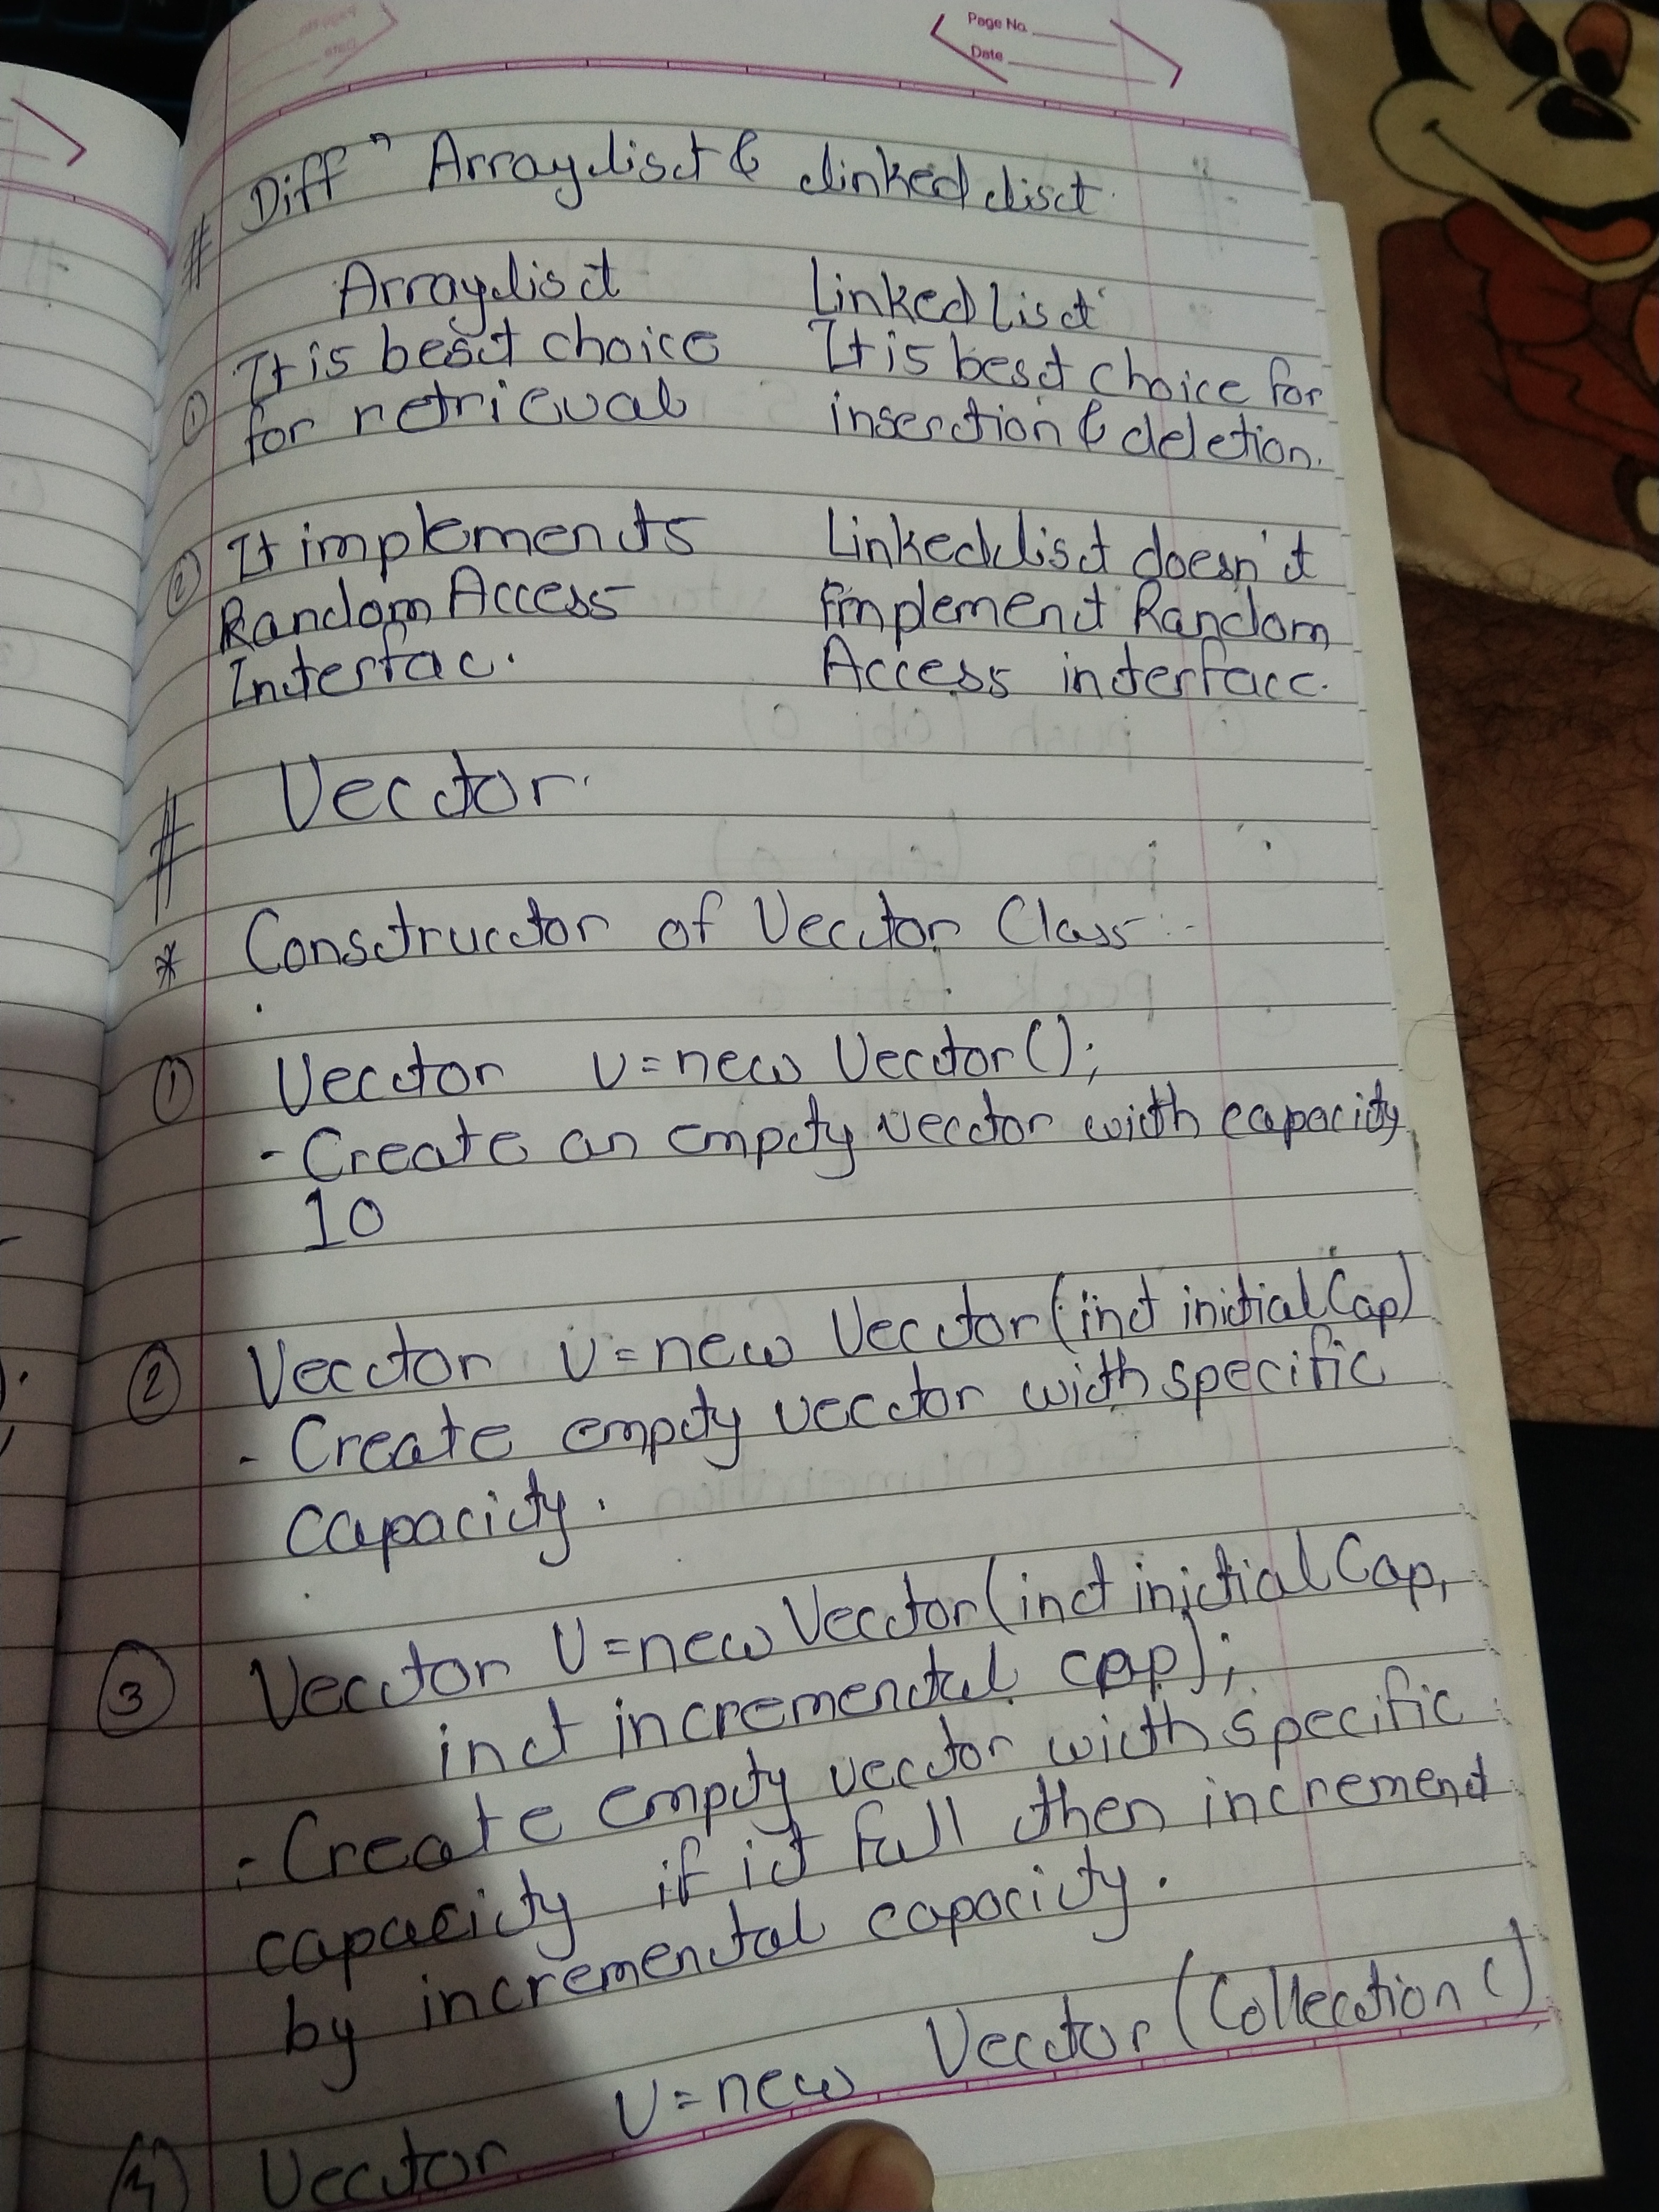 Page No.
Date
# Diff n Arraylist & linked list
Arraylist Linked list
① It is best choice It is best choice for
for retrieval insertion & deletion.
② It implements Linkedlist doesn't
Random Access implement Random
Interfac. Access interface.
# Vector.
* Constructor of Vector Class :-
① Vector v=new Vector();
- Create an empty vector with capacity
10
② Vector v=new Vector(int initialCap)
- Create empty vector with specific
capacity.
③ Vector v=new Vector(int initialCap,
int incremental cap);
- Create empty vector with specific
capacity if it full then increment
by incremental capacity.
④ Vector v=new Vector(Collection c)